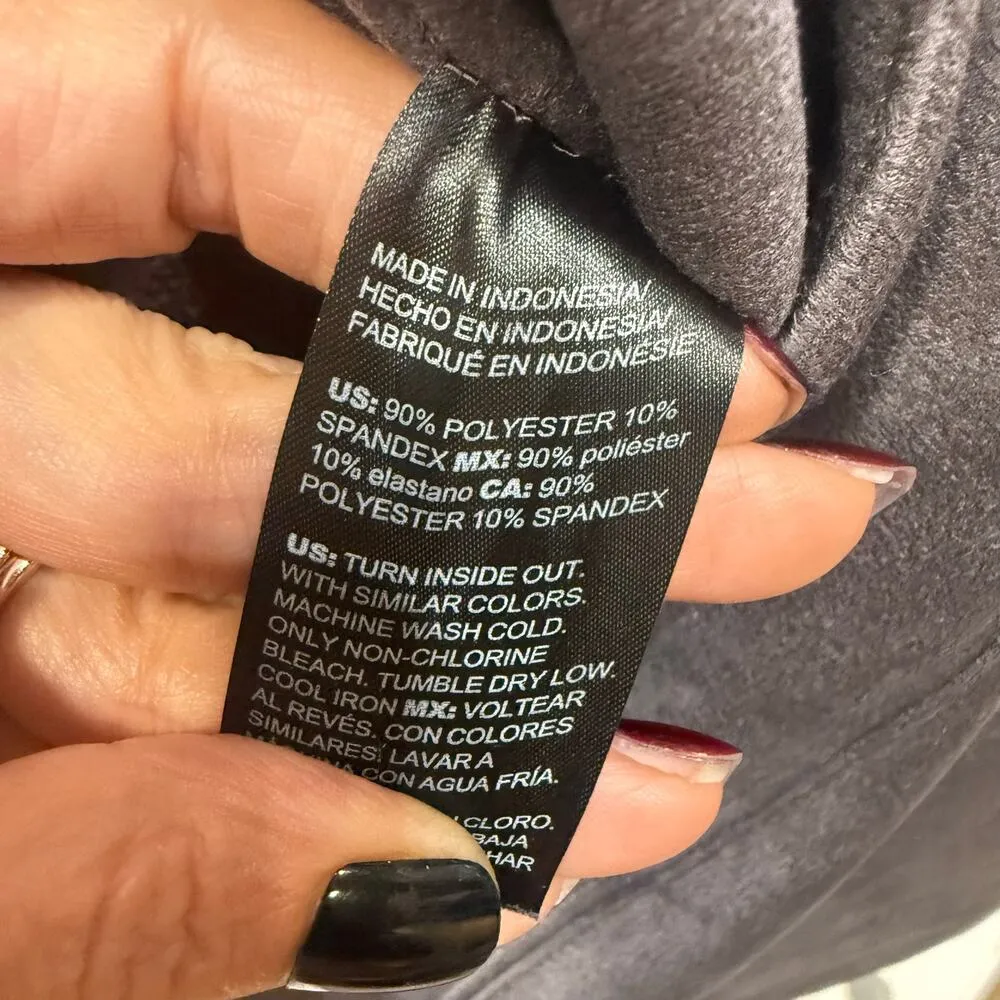 MADE IN INDONESIA/
HECHO EN INDONESIA/
FABRIQUÉ EN INDONÉSIE
US: 90% POLYESTER 10%
SPANDEX MX: 90% poliéster
10% elastano CA: 90%
POLYESTER 10% SPANDEX
US: TURN INSIDE OUT.
WITH SIMILAR COLORS.
MACHINE WASH COLD.
ONLY NON-CHLORINE
BLEACH. TUMBLE DRY LOW.
COOL IRON MX: VOLTEAR
AL REVÉS. CON COLORES
SIMILARES. LAVAR A
CON AGUA FRÍA.
CLORO.
BAJA